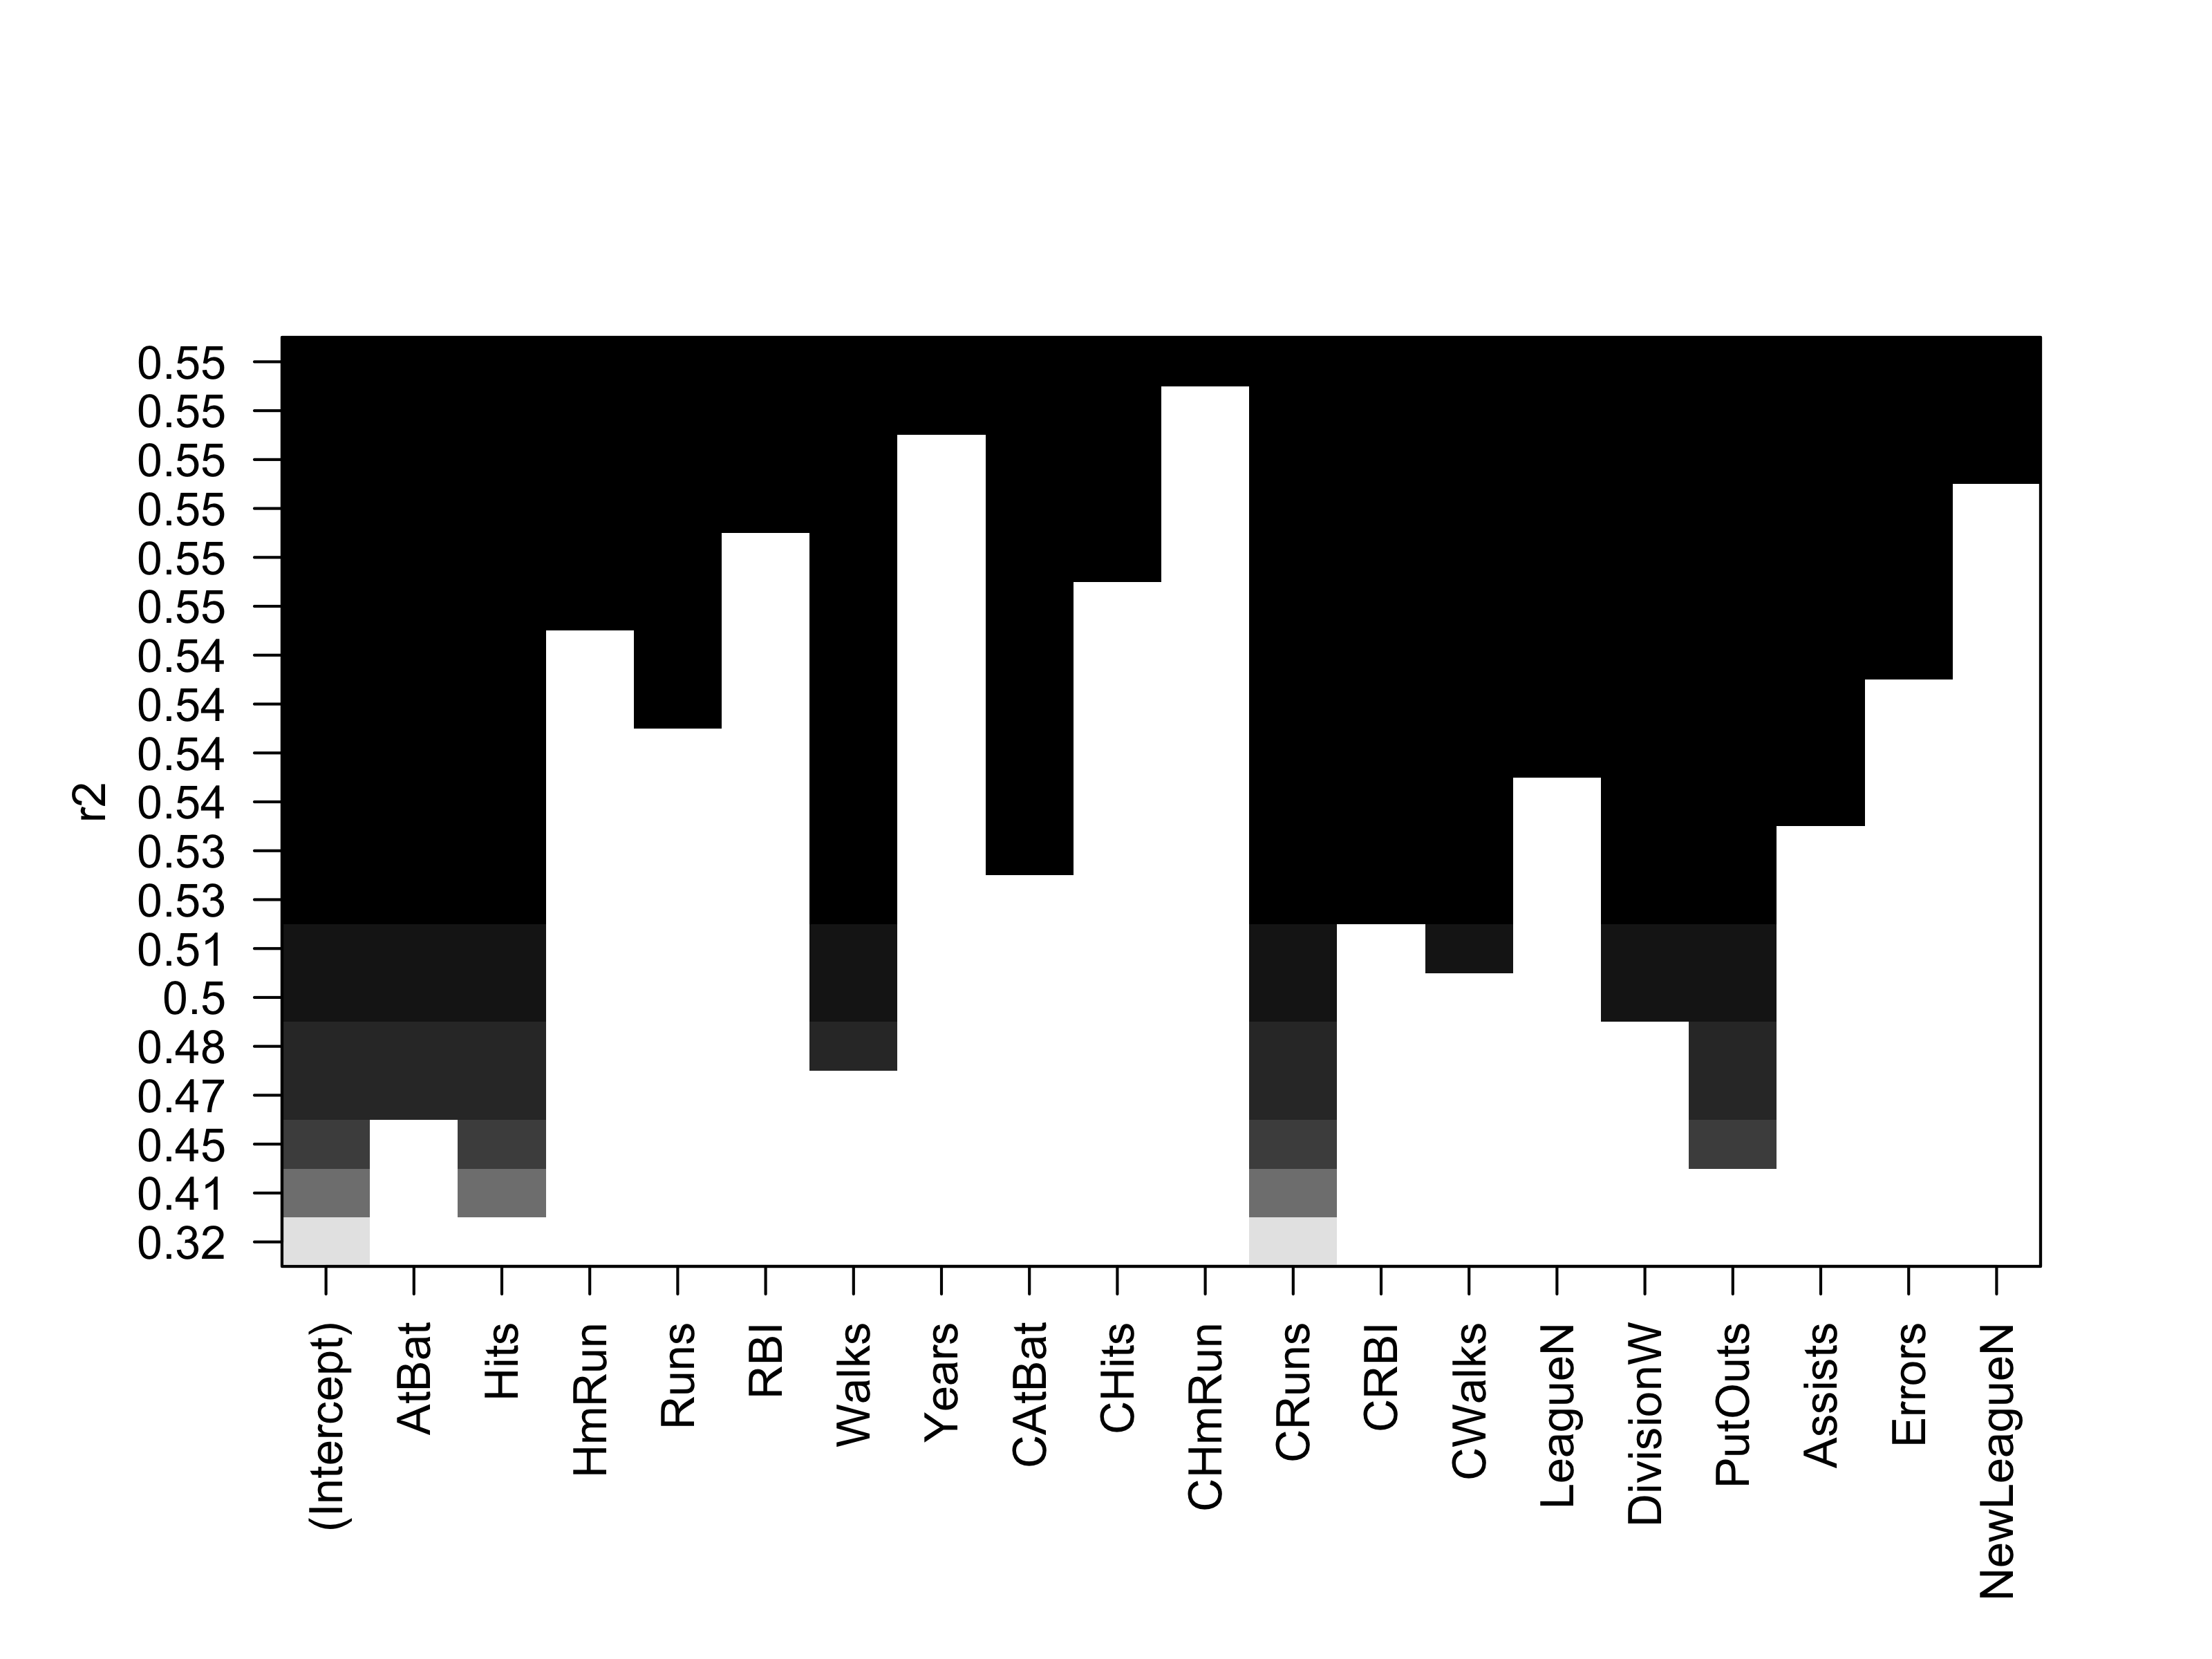 r2
0.55
0.55
0.55
0.55
0.55
0.55
0.54
0.54
0.54
0.54
0.53
0.53
0.51
0.5
0.48
0.47
0.45
0.41
0.32
(Intercept)
AtBat
Hits
HmRun
Runs
RBI
Walks
Years
CAtBat
CHits
CHmRun
CRuns
CRBI
CWalks
LeagueN
DivisionW
PutOuts
Assists
Errors
NewLeagueN